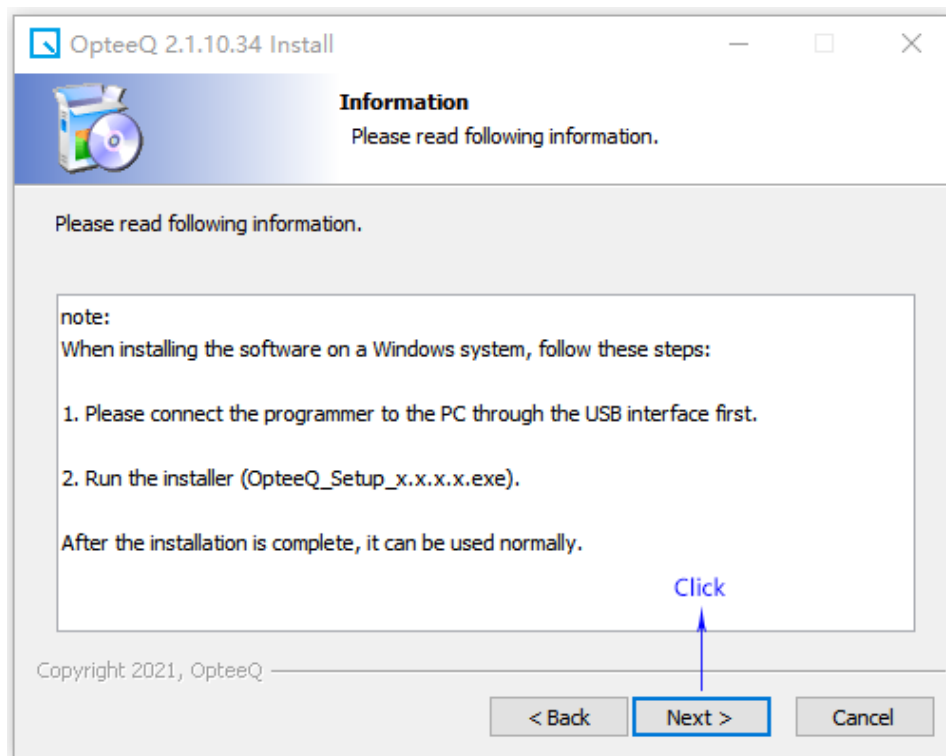 OpteeQ 2.1.10.34 Install
Information
Please read following information.
Please read following information.
note:
When installing the software on a Windows system, follow these steps:
1. Please connect the programmer to the PC through the USB interface first.
2. Run the installer (OpteeQ_Setup_x.x.x.x.exe).
After the installation is complete, it can be used normally.
Click
Copyright 2021, OpteeQ
< Back
Next >
Cancel